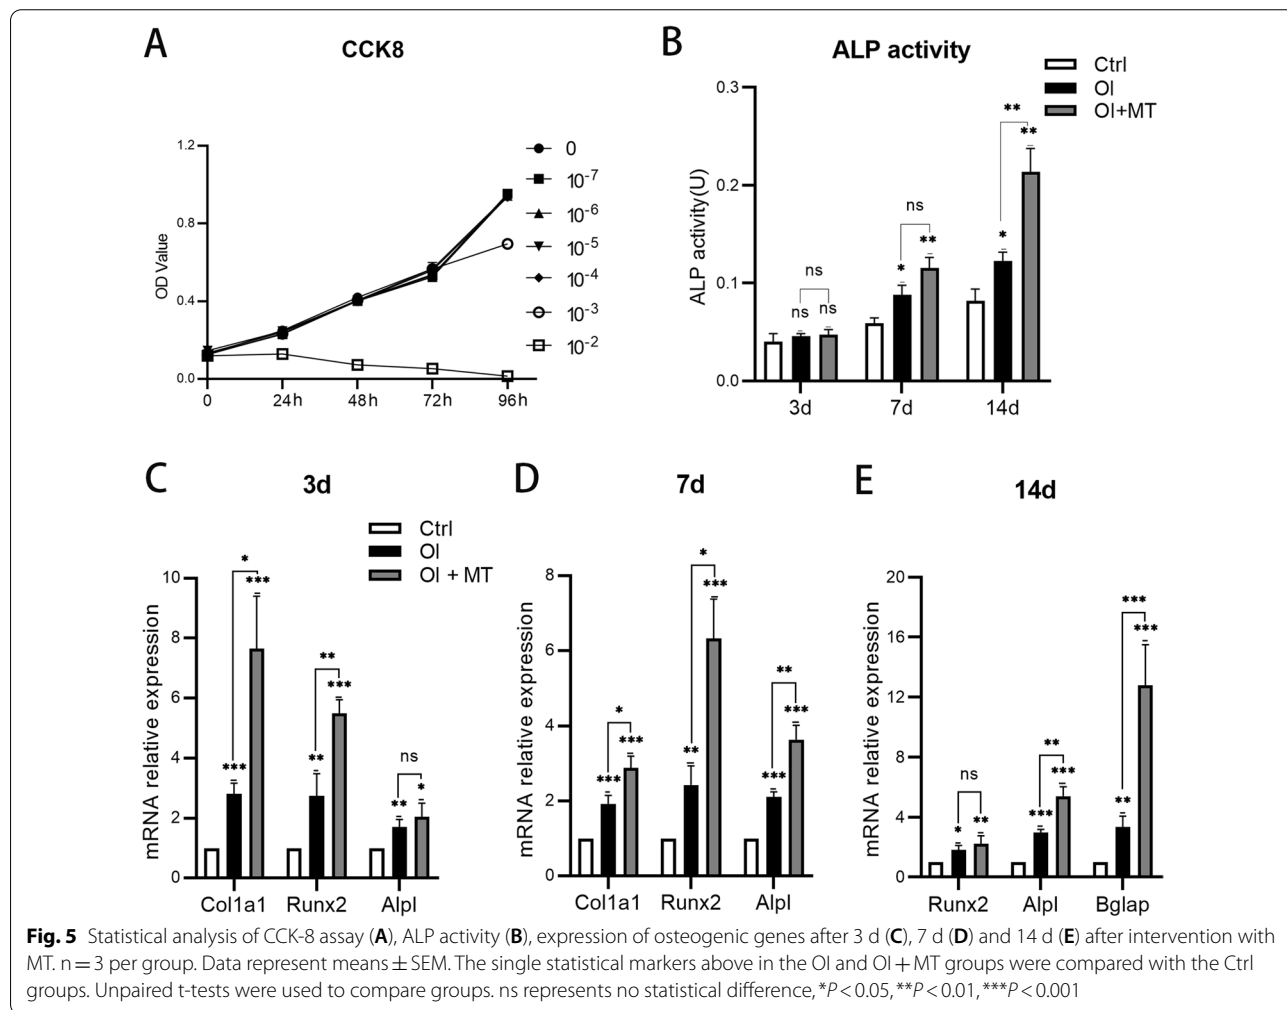 A
CCK8
OD Value
1.2
0.8
0.4
0.0
0
24h
48h
72h
96h
0
10-7
10-6
10-5
10-4
10-3
10-2
B
ALP activity
Ctrl
OI
OI+MT
ALP activity(U)
0.3
0.2
0.1
0.0
ns
ns
ns
ns
*
**
**
*
**
3d
7d
14d
C
3d
Ctrl
OI
OI + MT
mRNA relative expression
10
8
6
4
2
0
*
***
***
**
***
**
ns
**
*
Col1a1
Runx2
Alpl
D
7d
mRNA relative expression
8
6
4
2
0
*
***
***
*
***
**
**
***
***
Col1a1
Runx2
Alpl
E
14d
mRNA relative expression
20
16
12
8
4
0
ns
*
**
**
***
***
***
***
**
Runx2
Alpl
Bglap
Fig. 5 Statistical analysis of CCK-8 assay (A), ALP activity (B), expression of osteogenic genes after 3 d (C), 7 d (D) and 14 d (E) after intervention with
MT. n = 3 per group. Data represent means ± SEM. The single statistical markers above in the OI and OI + MT groups were compared with the Ctrl
groups. Unpaired t-tests were used to compare groups. ns represents no statistical difference, *P < 0.05, **P < 0.01, ***P < 0.001